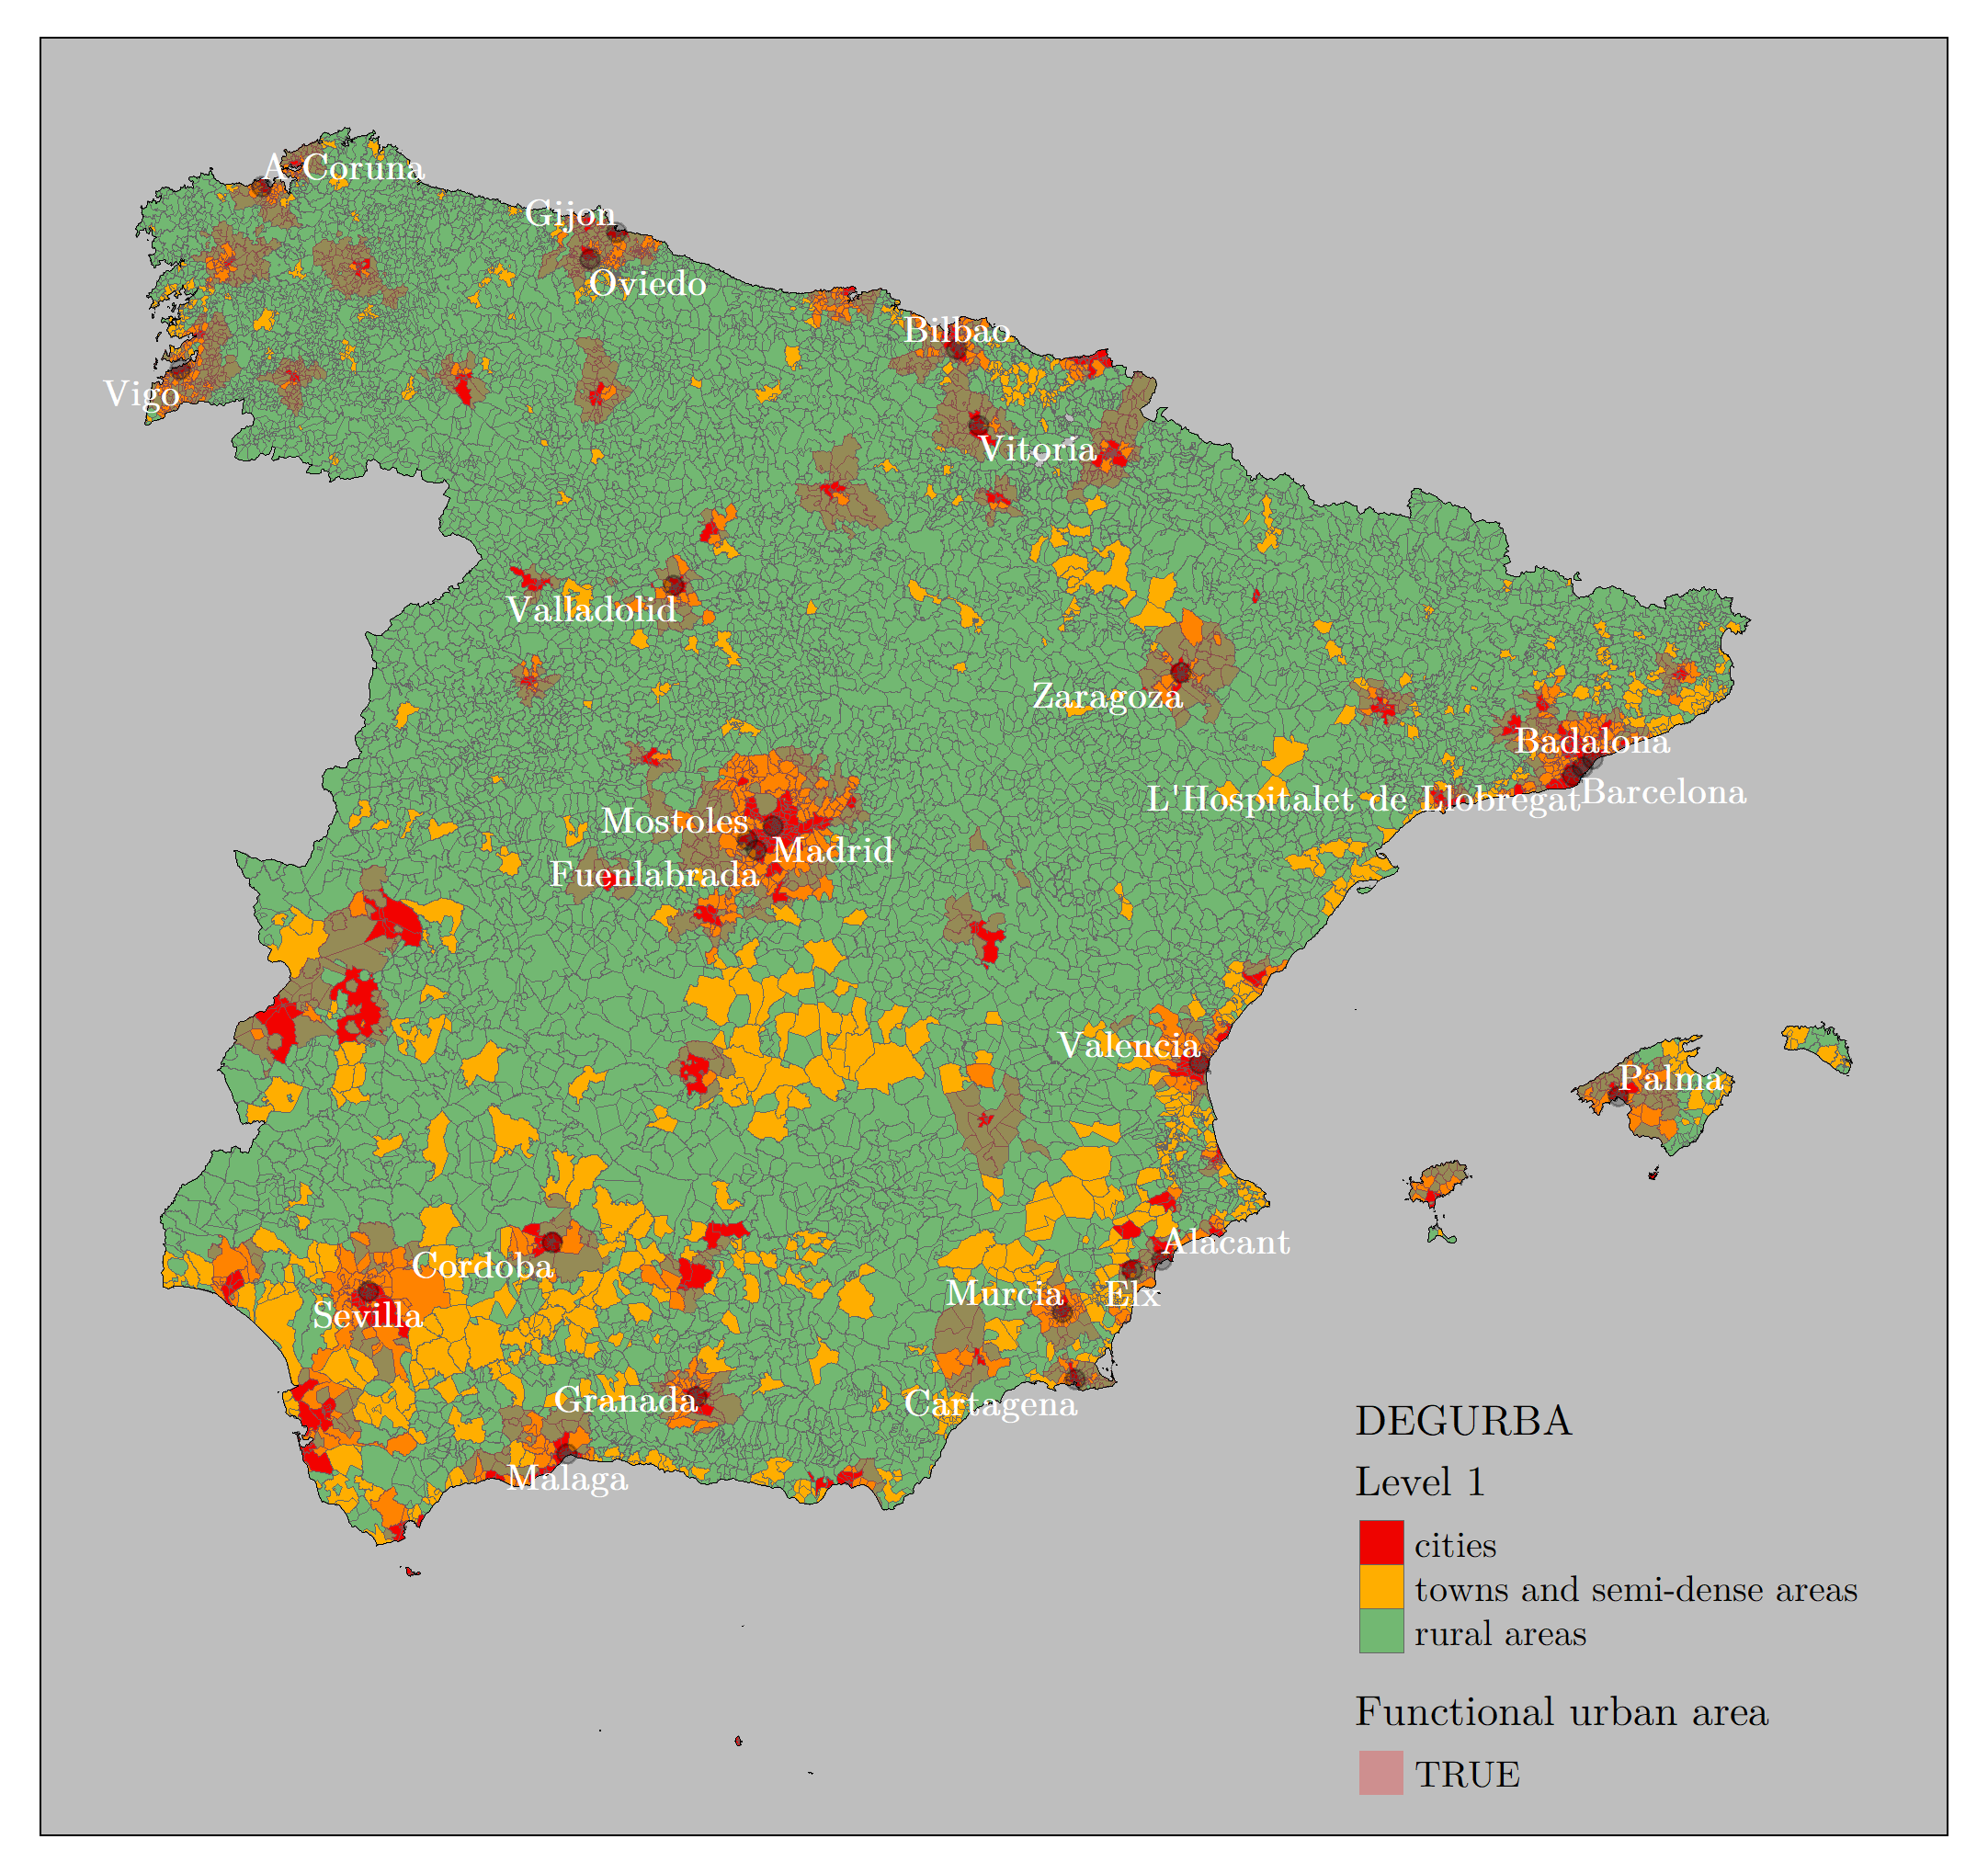 A Coruna
Gijon
Oviedo
Bilbao
Vigo
Vitoria
Valladolid
Zaragoza
Badalona
Barcelona
L'Hospitalet de Llobregat
Mostoles
Madrid
Fuenlabrada
Valencia
Palma
Alacant
Cordoba
Murcia
Elx
Sevilla
Granada
Cartagena
Malaga
DEGURBA
Level 1
cities
towns and semi-dense areas
rural areas
Functional urban area
TRUE